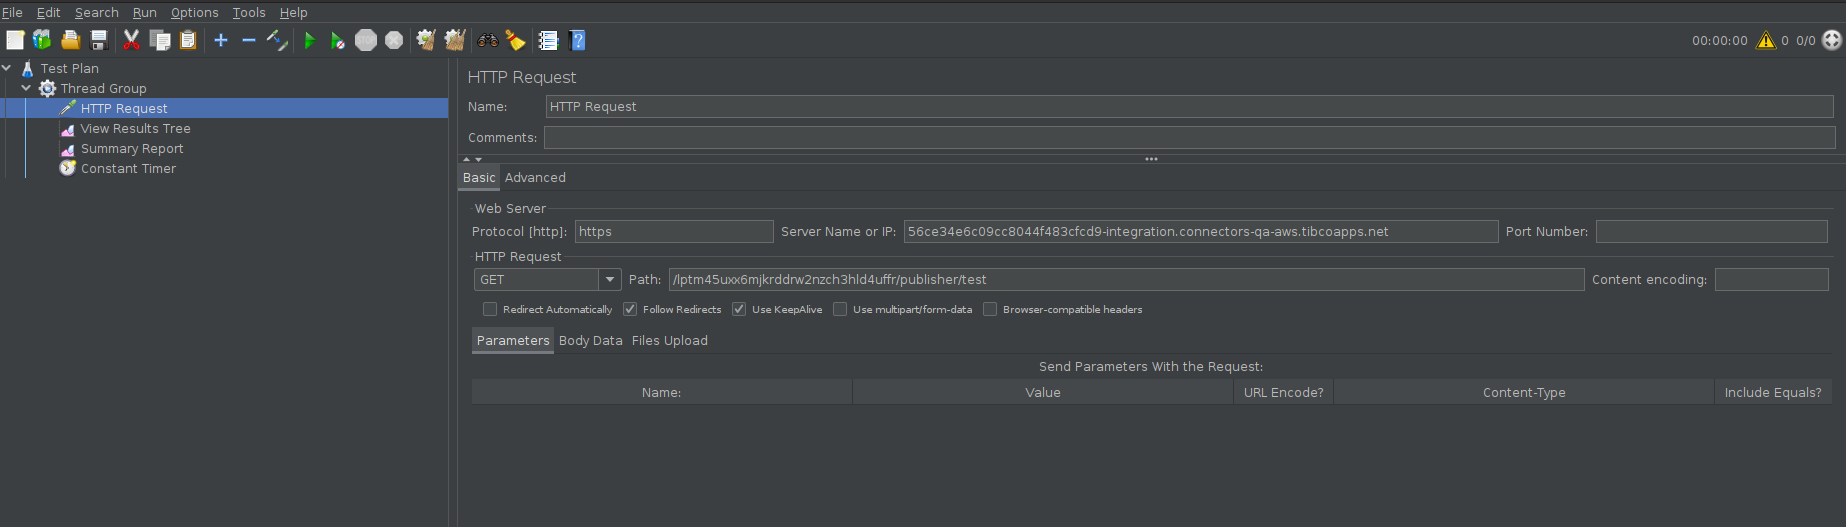 File Edit Search Run Options Tools Help
STOP
00:00:00 0 0/0
Test Plan
Thread Group
HTTP Request
View Results Tree
Summary Report
Constant Timer
HTTP Request
Name: HTTP Request
Comments:
Basic Advanced
Web Server
Protocol [http]: https Server Name or IP: 56ce34e6c09cc8044f483cfcd9-integration.connectors-qa-aws.tibcoapps.net Port Number:
HTTP Request
GET Path: /lptm45uxx6mjkrddrw2nzch3hld4uffr/publisher/test Content encoding:
Redirect Automatically Follow Redirects Use KeepAlive Use multipart/form-data Browser-compatible headers
Parameters Body Data Files Upload
Send Parameters With the Request:
Name: Value URL Encode? Content-Type Include Equals?